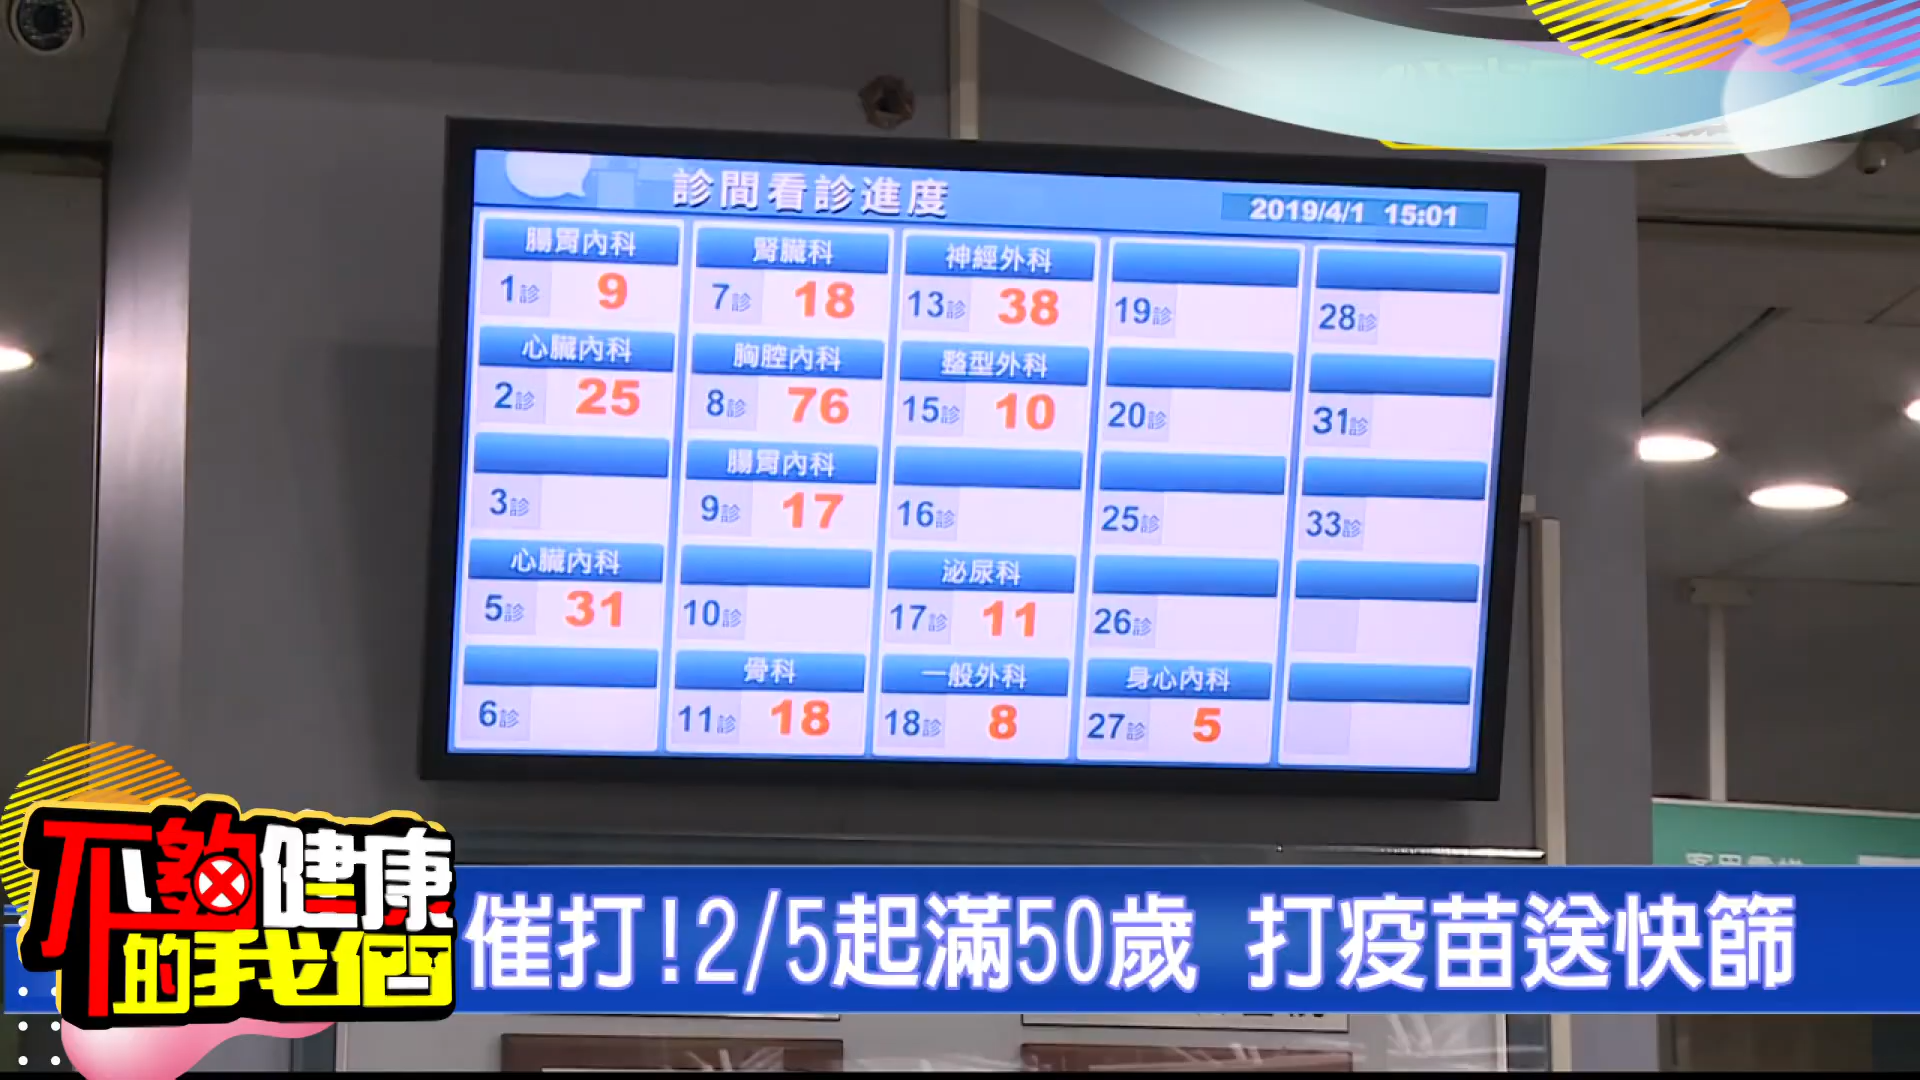 診間看診進度
2019/4/1 15:01
腸胃內科
1診 9
腎臟科
7診 18
神經外科
13診 38
19診
28診
心臟內科
2診 25
胸腔內科
8診 76
整型外科
15診 10
20診
31診
3診
腸胃內科
9診 17
16診
25診
33診
心臟內科
5診 31
10診
泌尿科
17診 11
26診
6診
骨科
11診 18
一般外科
18診 8
身心內科
27診 5
不夠健康
的我個
催打!2/5起滿50歲 打疫苗送快篩